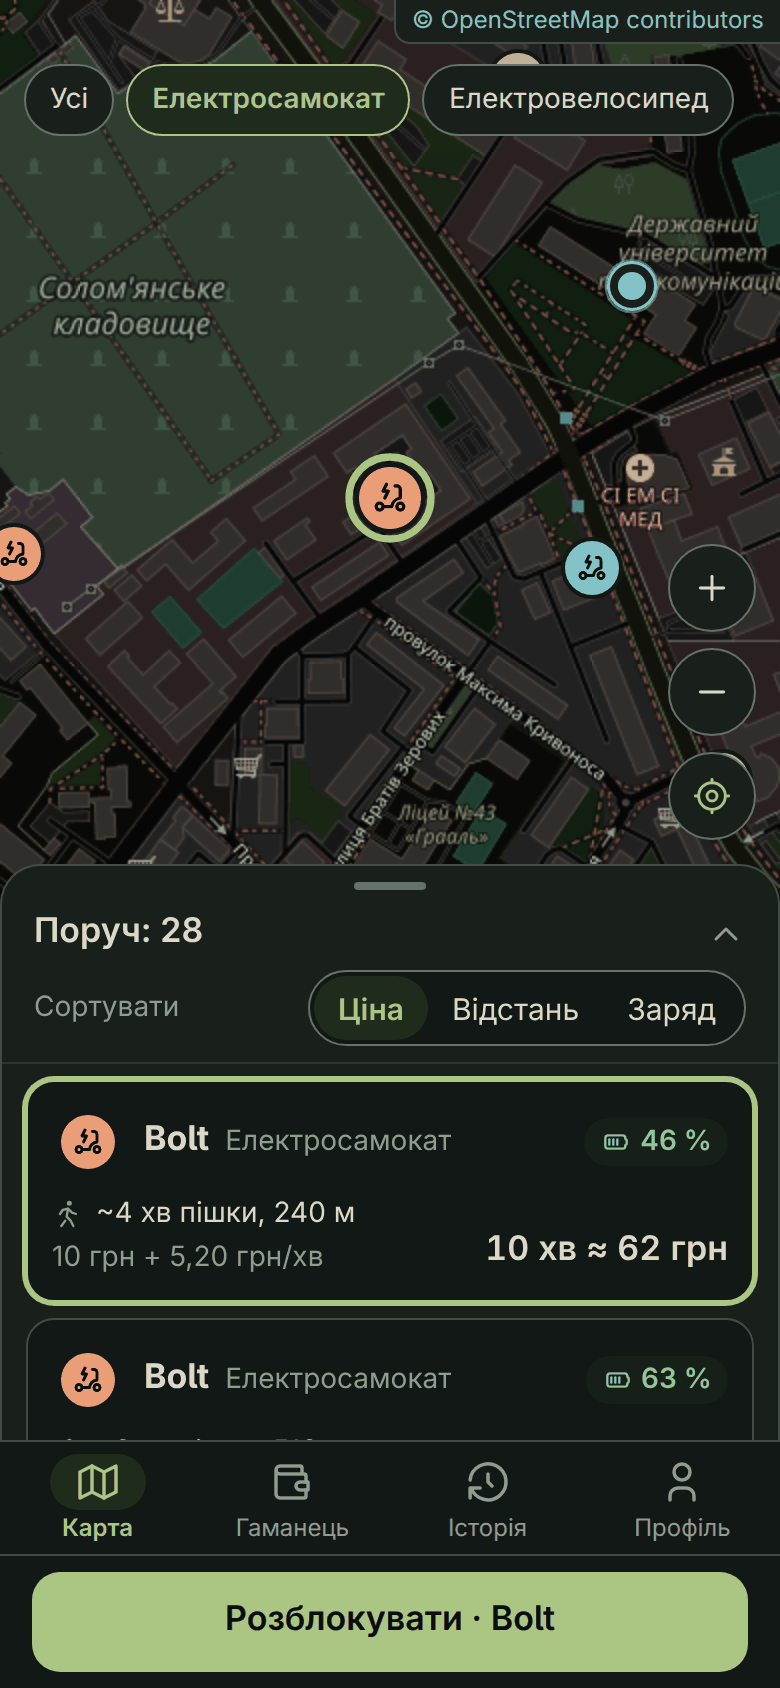 © OpenStreetMap contributors
Усі
Електросамокат
Електровелосипед
Державний
університет
комунікацій
Солом'янське
кладовище
СІ ЕМ СІ
МЕД
провулок Максима Кривоноса
Братів Зерових
Ліцей №43
«Грааль»
Поруч: 28
Сортувати
Ціна
Відстань
Заряд
Bolt Електросамокат
46 %
~4 хв пішки, 240 м
10 грн + 5,20 грн/хв
10 хв ≈ 62 грн
Bolt Електросамокат
63 %
Карта
Гаманець
Історія
Профіль
Розблокувати · Bolt